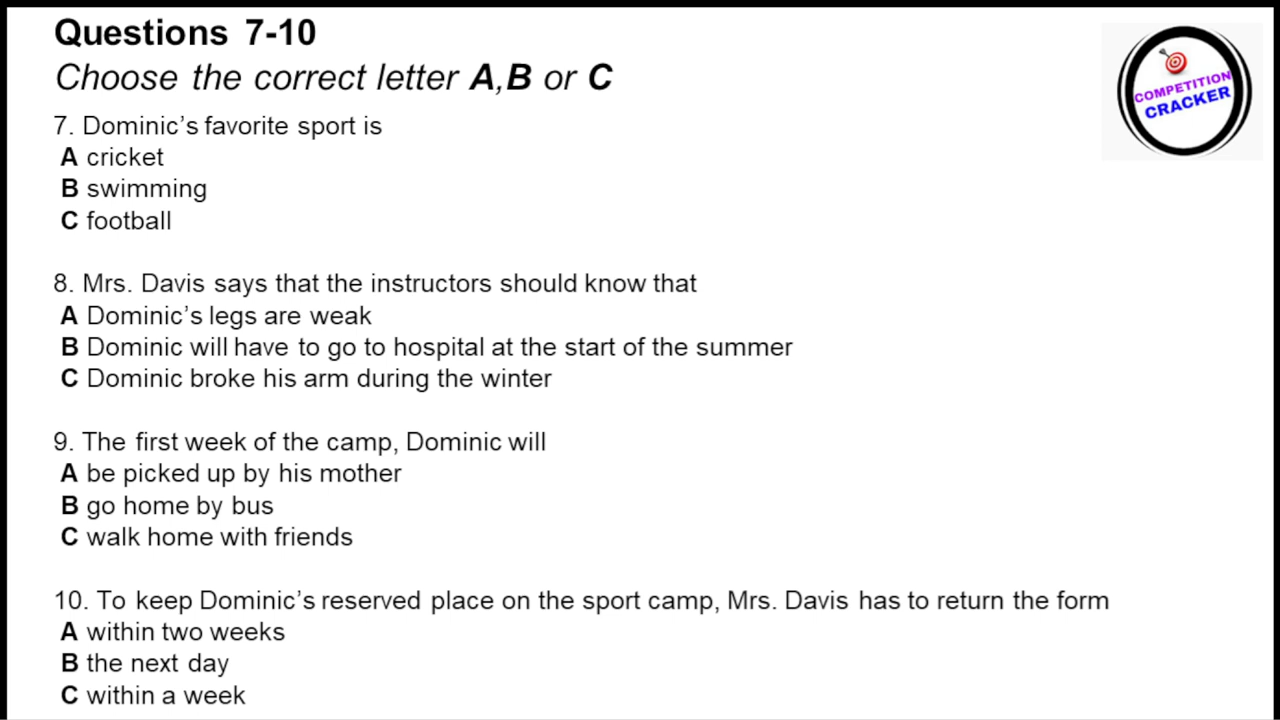 Questions 7-10
Choose the correct letter A,B or C
COMPETITION
CRACKER
7. Dominic’s favorite sport is
A cricket
B swimming
C football
8. Mrs. Davis says that the instructors should know that
A Dominic’s legs are weak
B Dominic will have to go to hospital at the start of the summer
C Dominic broke his arm during the winter
9. The first week of the camp, Dominic will
A be picked up by his mother
B go home by bus
C walk home with friends
10. To keep Dominic’s reserved place on the sport camp, Mrs. Davis has to return the form
A within two weeks
B the next day
C within a week